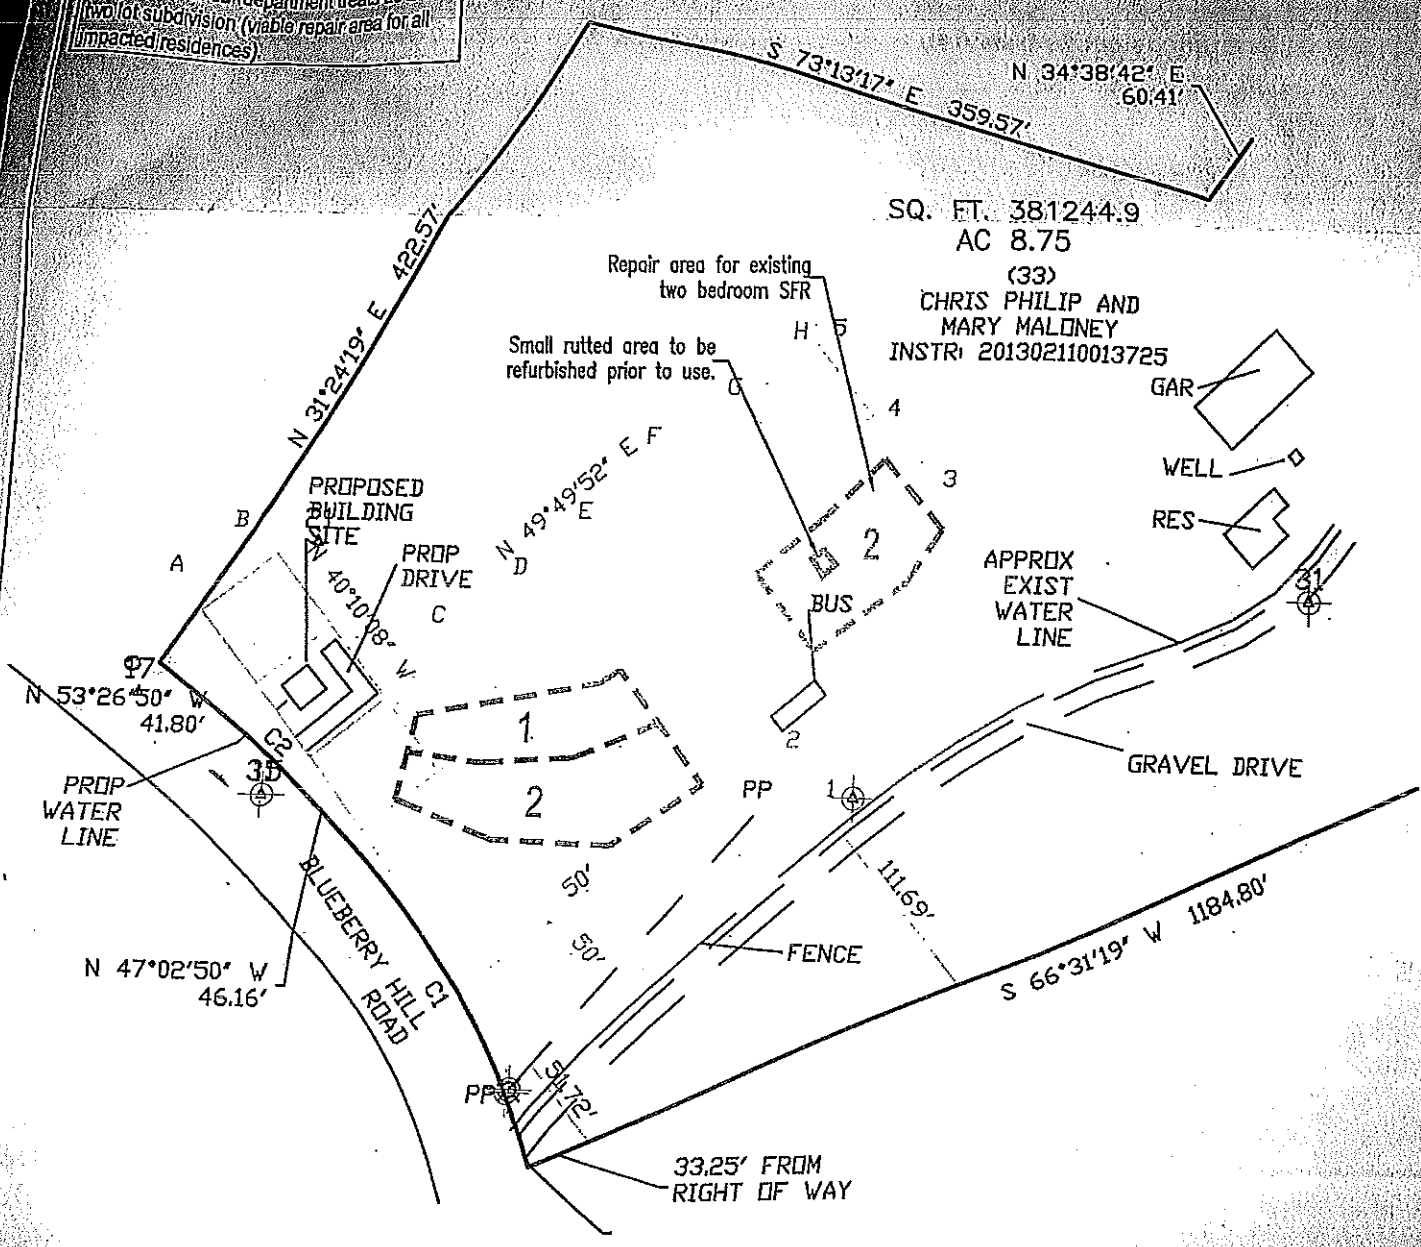 department treats
two lot subdivision (viable repair area for all
impacted residences)
S 73°13'17" E 359.57'
N 34°38'42" E
60.41'
SQ. FT. 381244.9
AC 8.75
(33)
CHRIS PHILIP AND
MARY MALONEY
INSTR: 201302110013725
N 31°24'19" E 422.57'
Repair area for existing
two bedroom SFR
Small rutted area to be
refurbished prior to use.
H
5
G
4
GAR
F
N 49°49'52" E
3
WELL
E
RES
PROPOSED
BUILDING
SITE
B
A
PROP
DRIVE
N 40°10'08" W
D
C
2
BUS
APPROX
EXIST
WATER
LINE
31
17
N 53°26'50" W
41.80'
C2
1
2
2
PROP
WATER
LINE
PP
1
GRAVEL DRIVE
50'
50'
111.69'
BLUEBERRY
HILL
ROAD
C1
N 47°02'50" W
46.16'
FENCE
S 66°31'19" W 1184.80'
PP
51.72'
33.25' FROM
RIGHT OF WAY